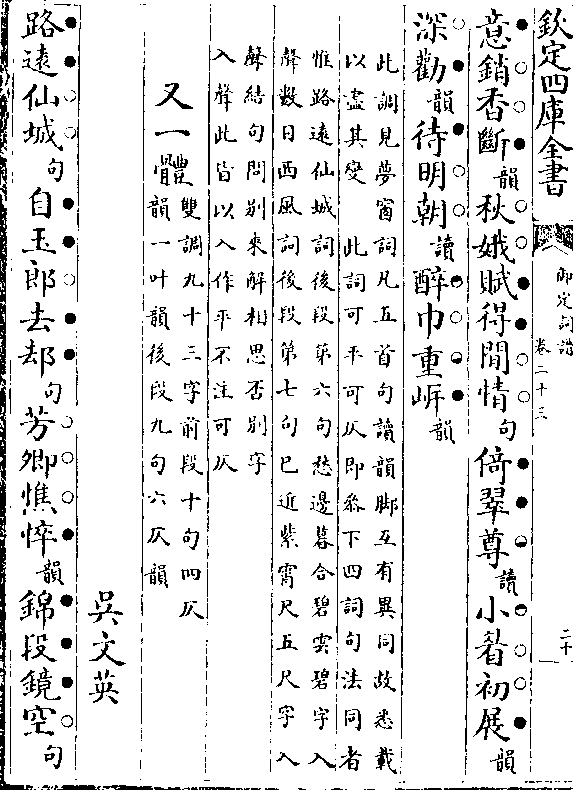 欽定四庫全書
御定詞譜 卷二十三
二十
意銷香斷韻秋娥賦得閒情句倚翠尊讀小眉初展韻
深勸韻待明朝讀醉巾重岸韻
此調見夢窗詞凡五首句讀韻脚互有異同故悉載
以盡其變 此詞可平可仄即叅下四詞句法同者
惟路遠仙城詞後段第六句愁邊暮合碧雲碧字入
聲數日西風詞後段第七句已近紫霄尺五尺字入
聲結句問别來解相思否别字
入聲此皆以入作平不注可仄
又一體雙調九十三字前段十句四仄
韻一叶韻後段九句六仄韻
吳文英
路遠仙城句自玉郎去却句芳卿憔悴韻錦段鏡空句